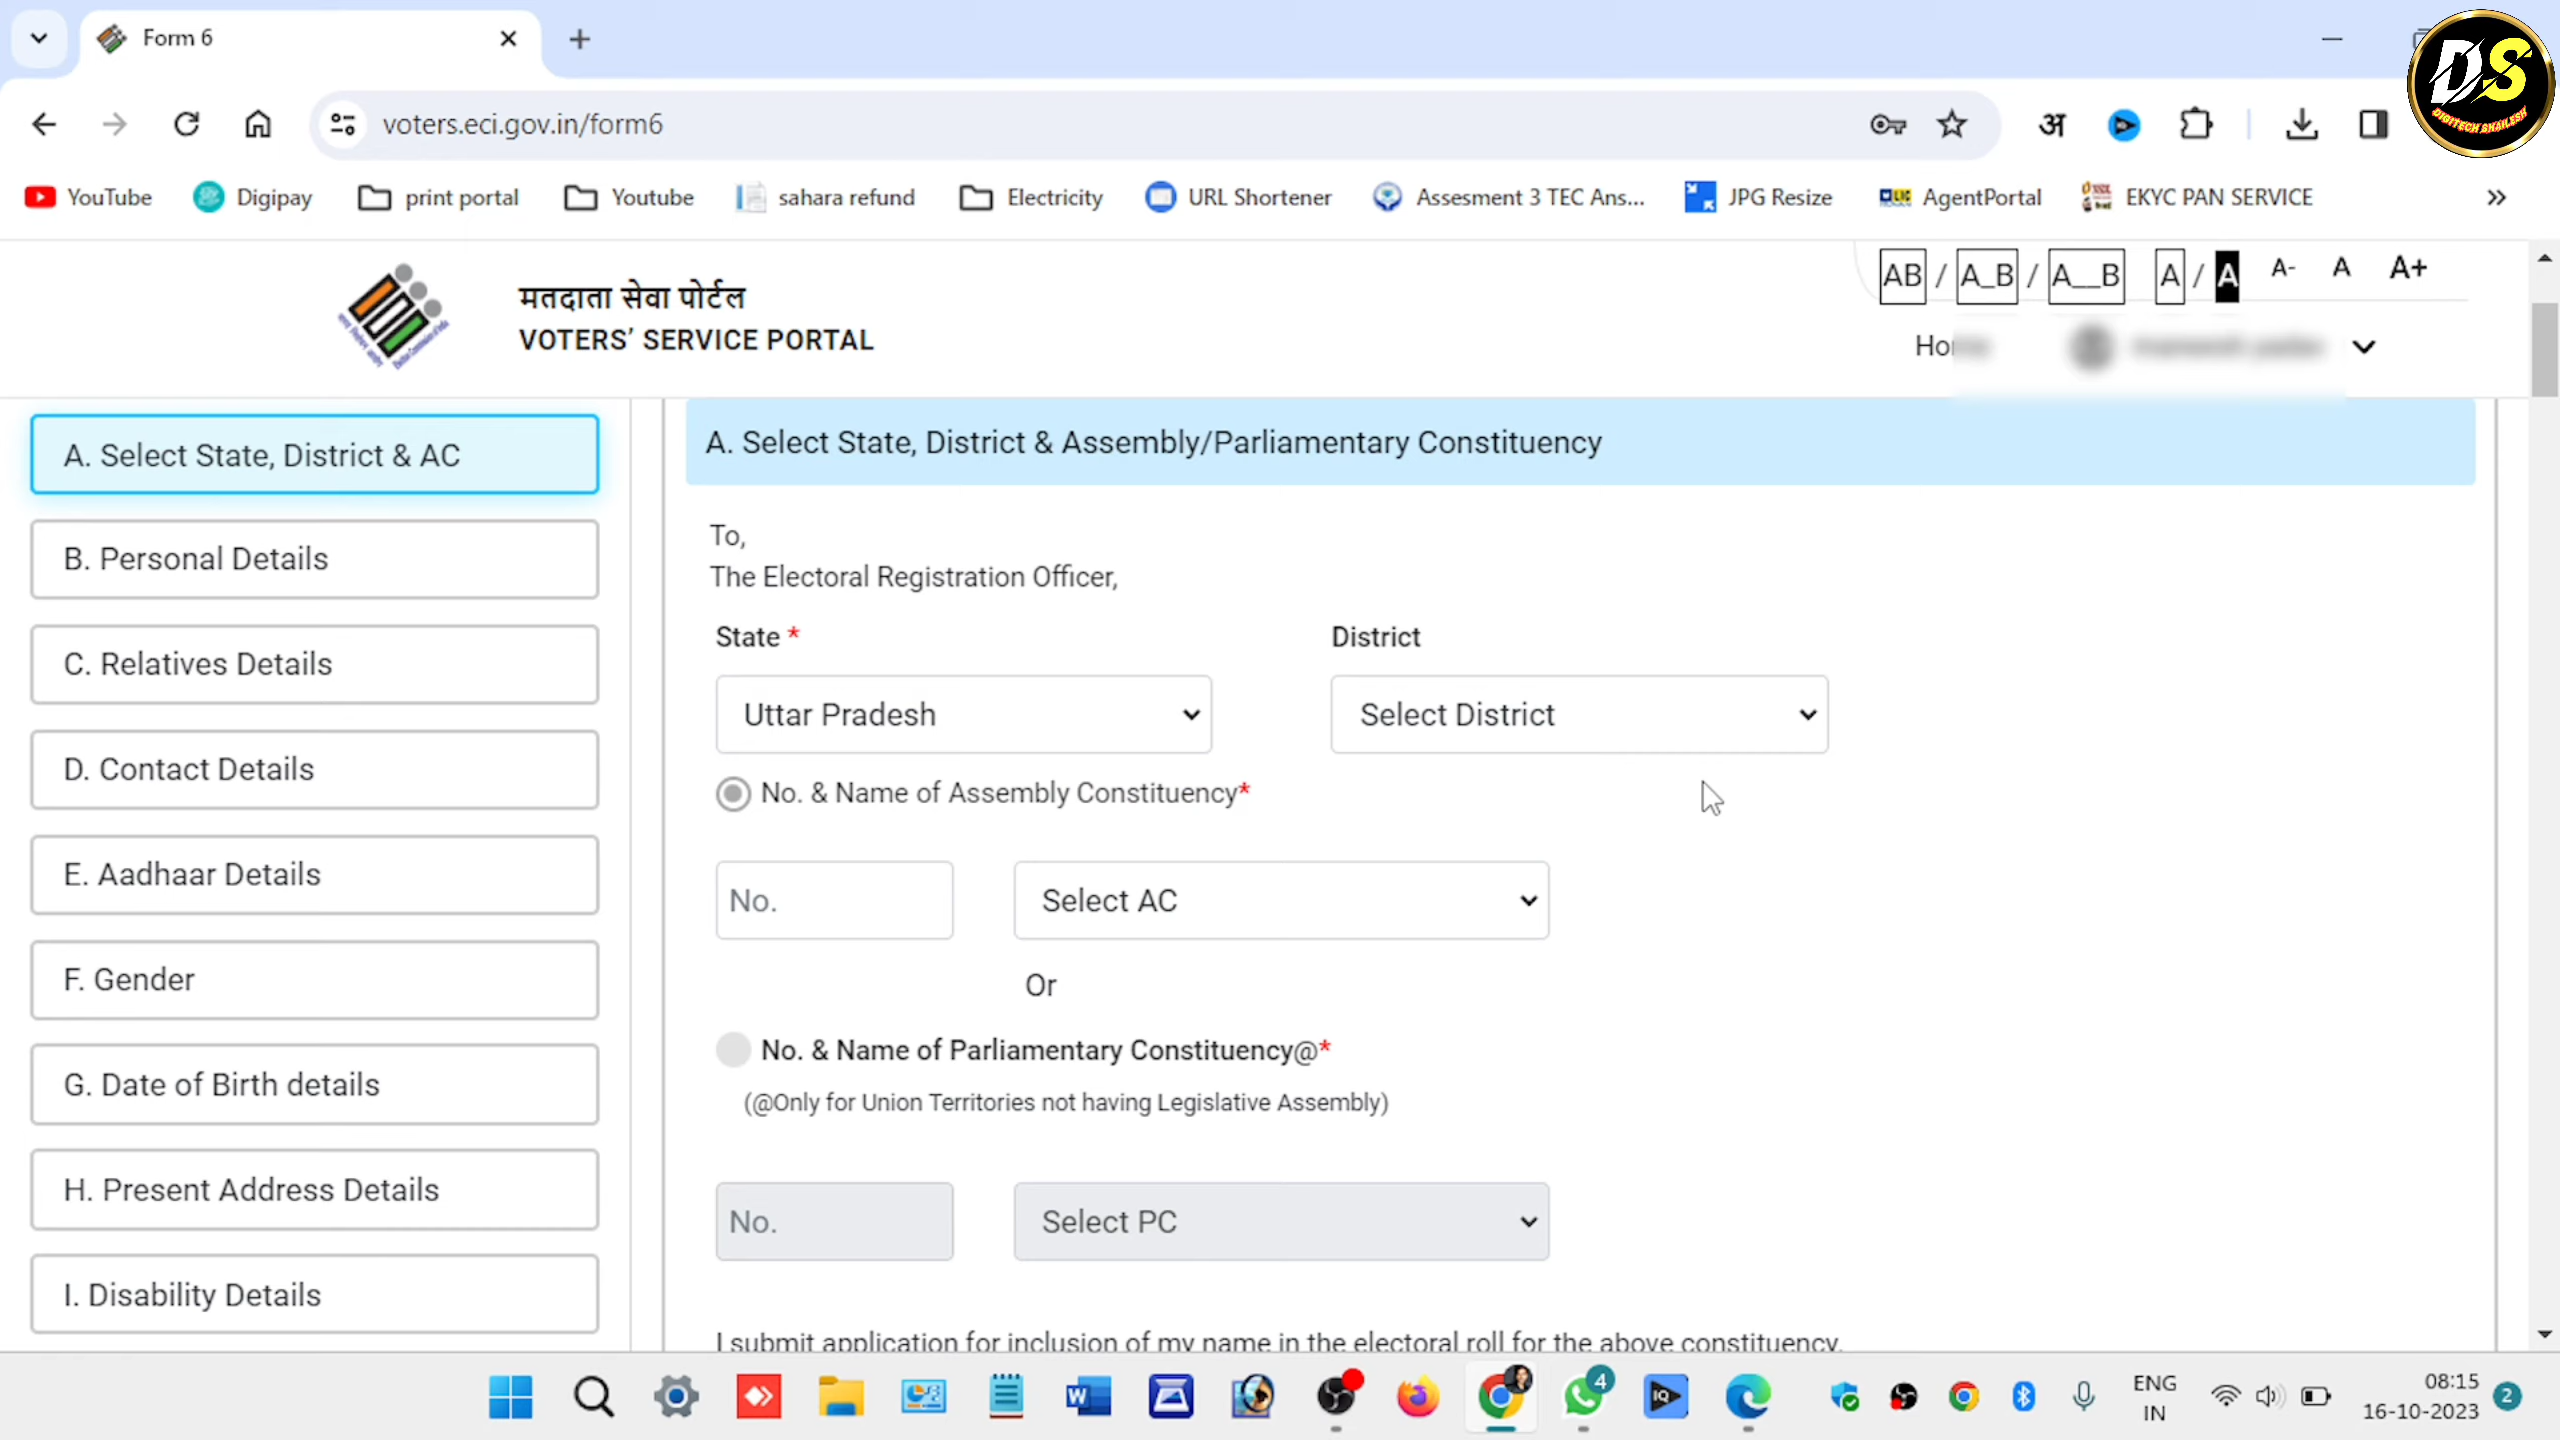 Form 6
DS
DIGITECH SHAILESH
voters.eci.gov.in/form6
अ
YouTube
Digipay
print portal
Youtube
sahara refund
Electricity
URL Shortener
Assesment 3 TEC Ans...
JPG Resize
AgentPortal
EKYC PAN SERVICE
मतदाता सेवा पोर्टल
VOTERS’ SERVICE PORTAL
AB / A_B / A__B A / A A- A A+
A. Select State, District & AC
B. Personal Details
C. Relatives Details
D. Contact Details
E. Aadhaar Details
F. Gender
G. Date of Birth details
H. Present Address Details
I. Disability Details
A. Select State, District & Assembly/Parliamentary Constituency
To,
The Electoral Registration Officer,
State * District
Uttar Pradesh Select District
No. & Name of Assembly Constituency*
No. Select AC
Or
No. & Name of Parliamentary Constituency@*
(@Only for Union Territories not having Legislative Assembly)
No. Select PC
I submit application for inclusion of my name in the electoral roll for the above constituency.
4
IQ
ENG
IN
08:15
16-10-2023
2